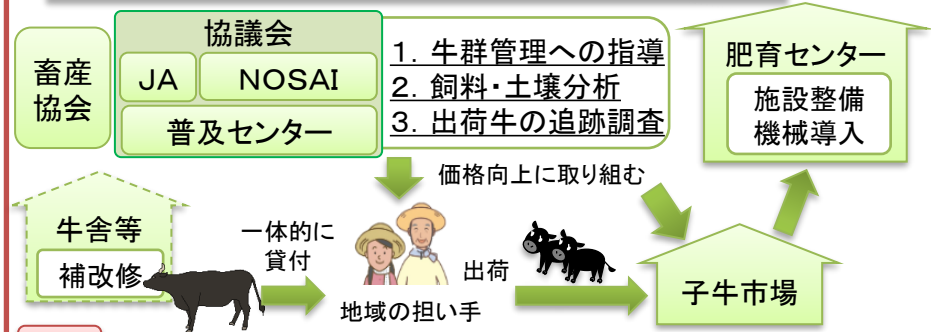 畜産
協会
協議会
JA
NOSAI
普及センター
1. 牛群管理への指導
2. 飼料・土壌分析
3. 出荷牛の追跡調査
肥育センター
施設整備
機械導入
価格向上に取り組む
牛舎等
補改修
一体的に
貸付
地域の担い手
出荷
子牛市場